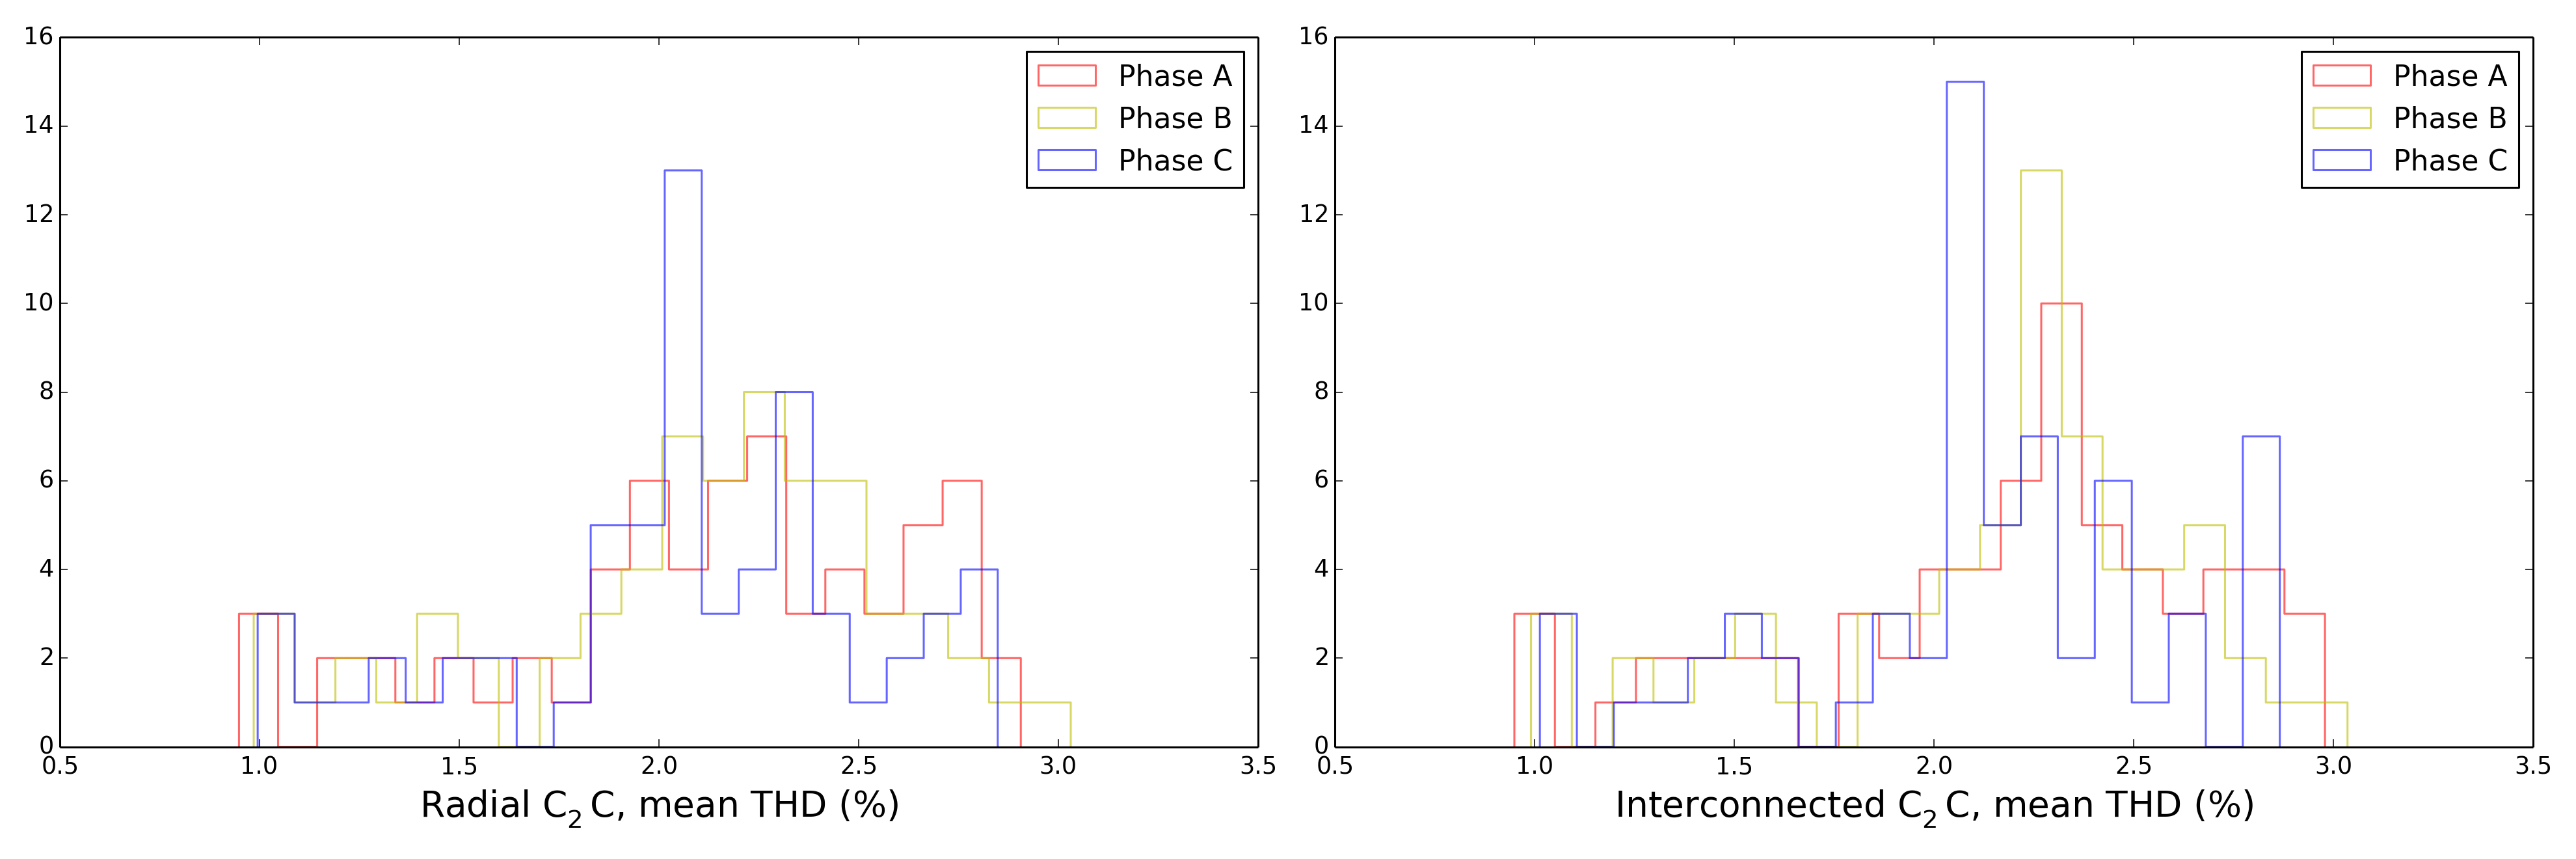 16
14
12
10
8
6
4
2
0
0.5 1.0 1.5 2.0 2.5 3.0 3.5
Radial C₂C, mean THD (%)
Phase A
Phase B
Phase C
16
14
12
10
8
6
4
2
0
0.5 1.0 1.5 2.0 2.5 3.0 3.5
Interconnected C₂C, mean THD (%)
Phase A
Phase B
Phase C